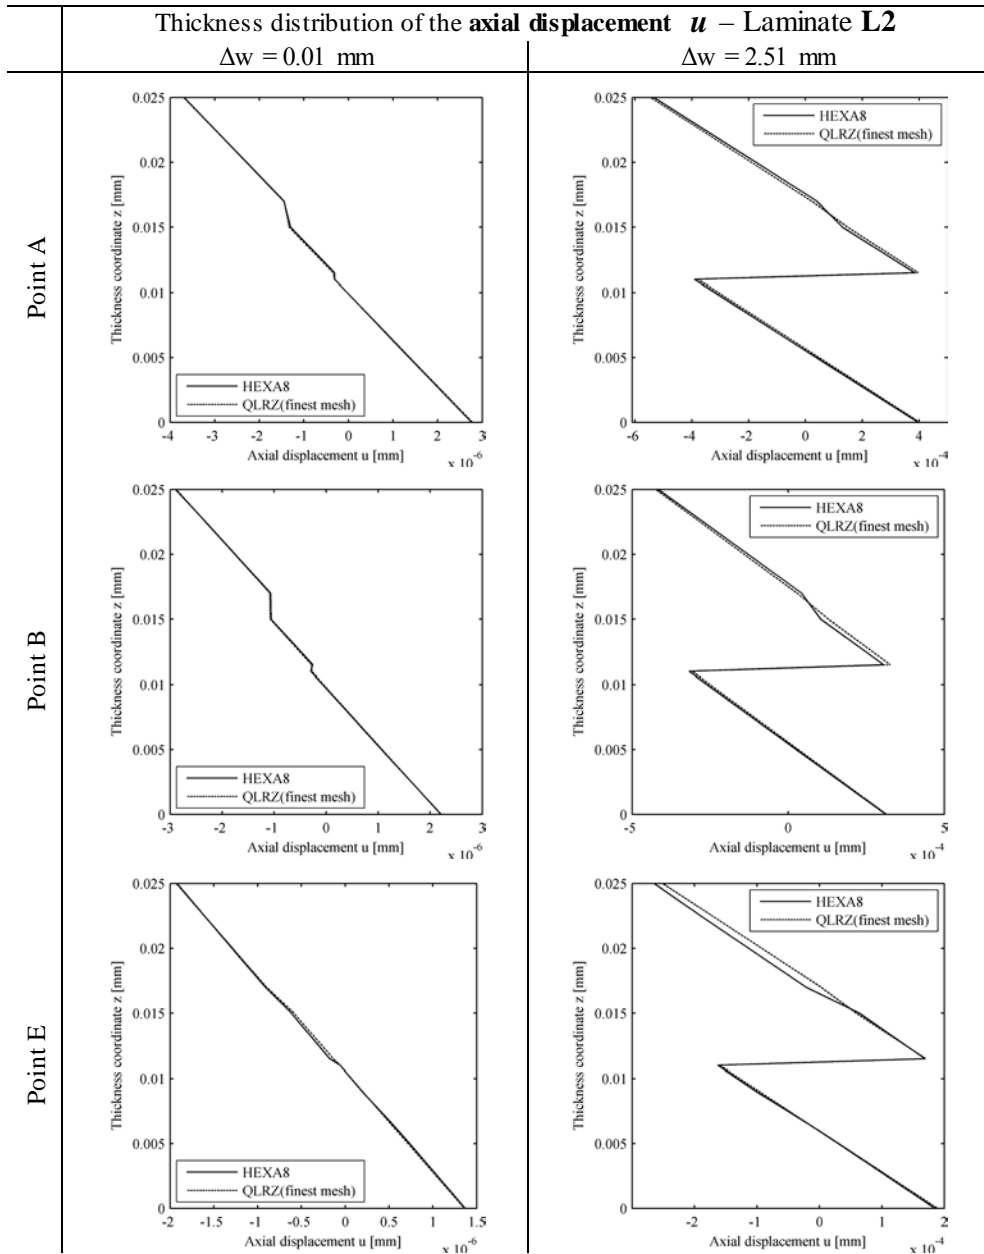 Thickness distribution of the axial displacement u – Laminate L2
Δw = 0.01 mm
Δw = 2.51 mm
Point A
Thickness coordinate z [mm]
0.025
0.02
0.015
0.01
0.005
0
HEXA8
QLRZ(finest mesh)
-4 -3 -2 -1 0 1 2 3
Axial displacement u [mm]
x 10-6
Thickness coordinate z [mm]
0.025
0.02
0.015
0.01
0.005
0
HEXA8
QLRZ(finest mesh)
-6 -4 -2 0 2 4
Axial displacement u [mm]
x 10-4
Point B
Thickness coordinate z [mm]
0.025
0.02
0.015
0.01
0.005
0
HEXA8
QLRZ(finest mesh)
-3 -2 -1 0 1 2 3
Axial displacement u [mm]
x 10-6
Thickness coordinate z [mm]
0.025
0.02
0.015
0.01
0.005
0
HEXA8
QLRZ(finest mesh)
-5 0 5
Axial displacement u [mm]
x 10-4
Point E
Thickness coordinate z [mm]
0.025
0.02
0.015
0.01
0.005
0
HEXA8
QLRZ(finest mesh)
-2 -1.5 -1 -0.5 0 0.5 1 1.5
Axial displacement u [mm]
x 10-6
Thickness coordinate z [mm]
0.025
0.02
0.015
0.01
0.005
0
HEXA8
QLRZ(finest mesh)
-2 -1 0 1 2
Axial displacement u [mm]
x 10-4